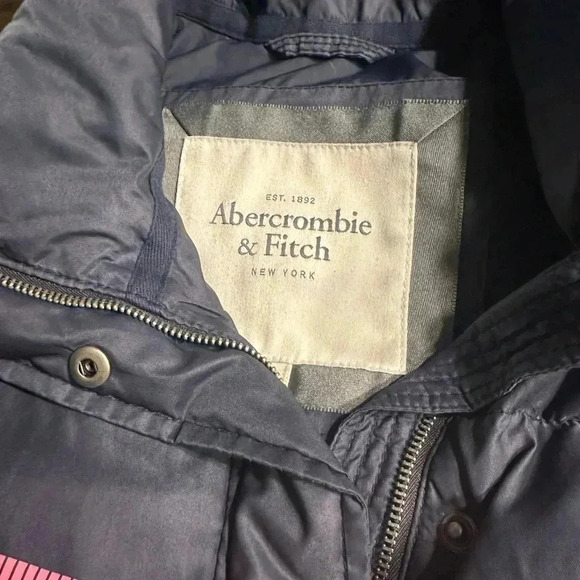 EST. 1892
Abercrombie
& Fitch
NEW YORK